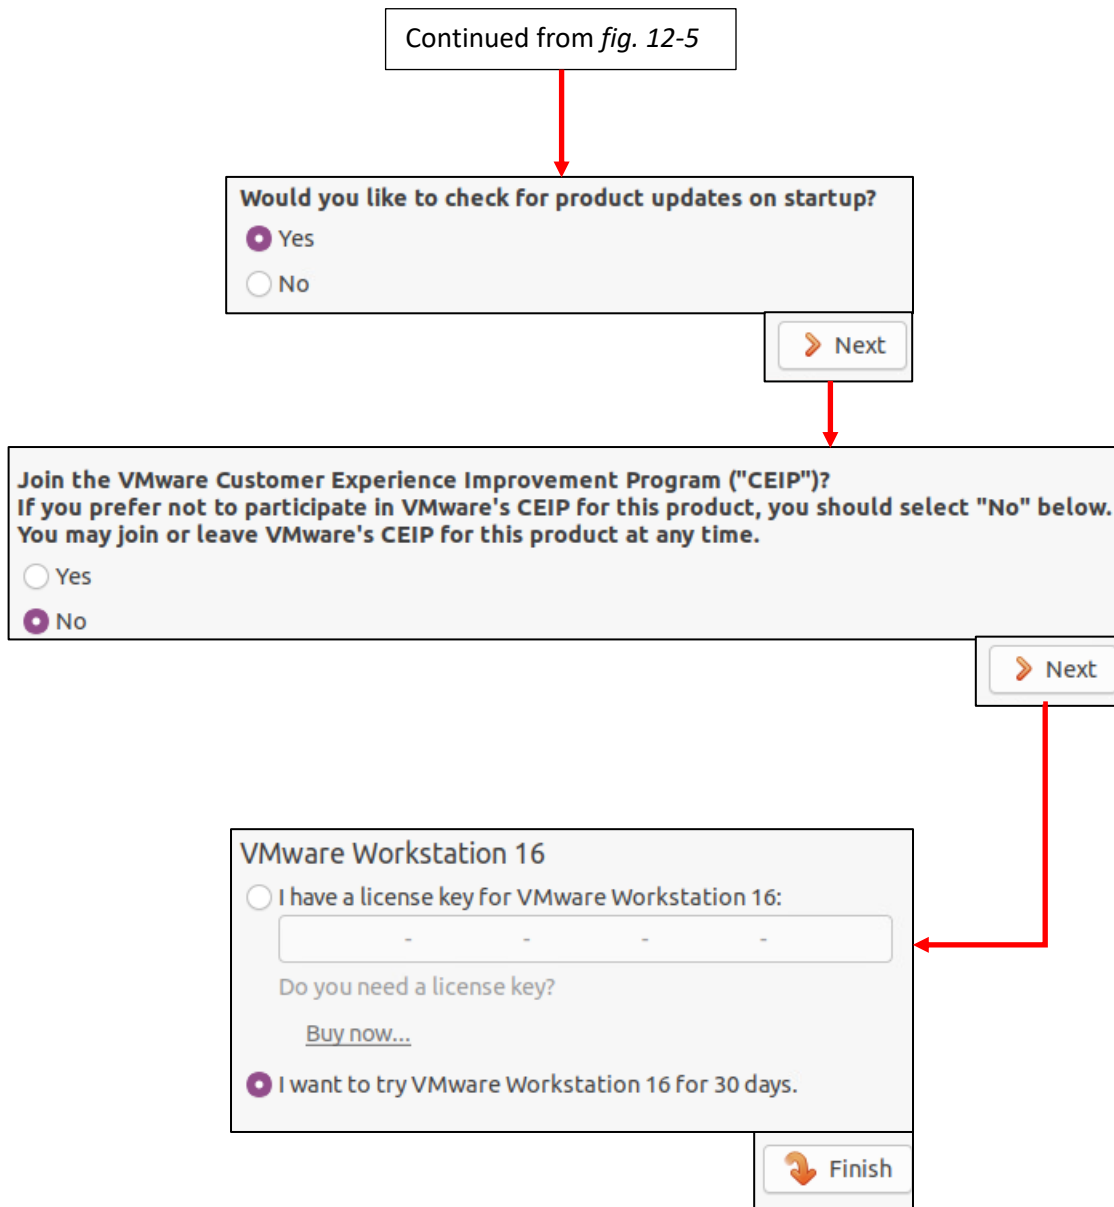 Continued from fig. 12-5
Would you like to check for product updates on startup?
Yes
No
Next
Join the VMware Customer Experience Improvement Program ("CEIP")?
If you prefer not to participate in VMware's CEIP for this product, you should select "No" below.
You may join or leave VMware's CEIP for this product at any time.
Yes
No
Next
VMware Workstation 16
I have a license key for VMware Workstation 16:
- - - -
Do you need a license key?
Buy now...
I want to try VMware Workstation 16 for 30 days.
Finish